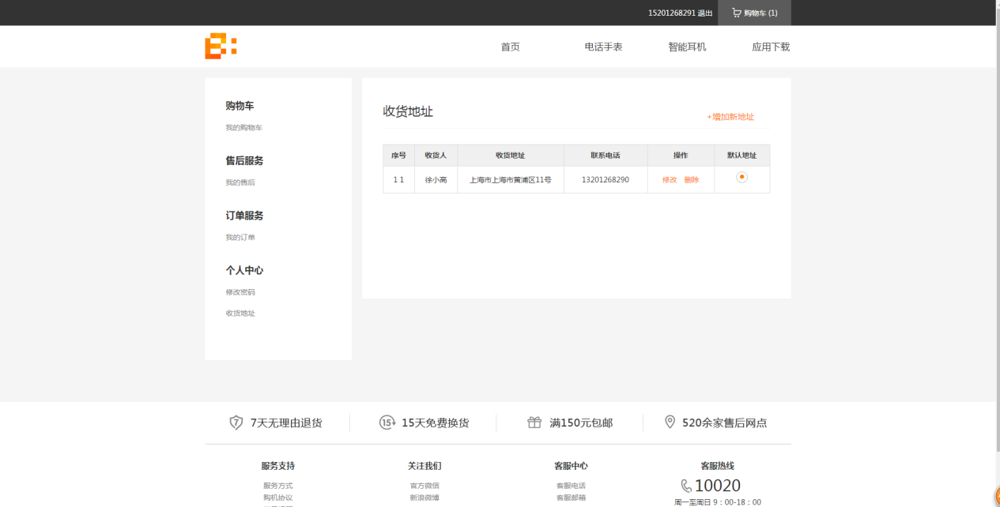 15201268291 退出 购物车 (1)
首页 电话手表 智能耳机 应用下载
购物车
我的购物车
售后服务
我的售后
订单服务
我的订单
个人中心
修改密码
收货地址
收货地址
+增加新地址
序号 收货人 收货地址 联系电话 操作 默认地址
1 1 徐小高 上海市上海市黄浦区11号 13201268290 修改 删除
7 7天无理由退货 15 15天免费换货 满150元包邮 520余家售后网点
服务支持 关注我们 客服中心 客服热线
服务方式 官方微信 客服电话 10020
购机协议 新浪微博 客服邮箱 周一至周日 9：00-18：00